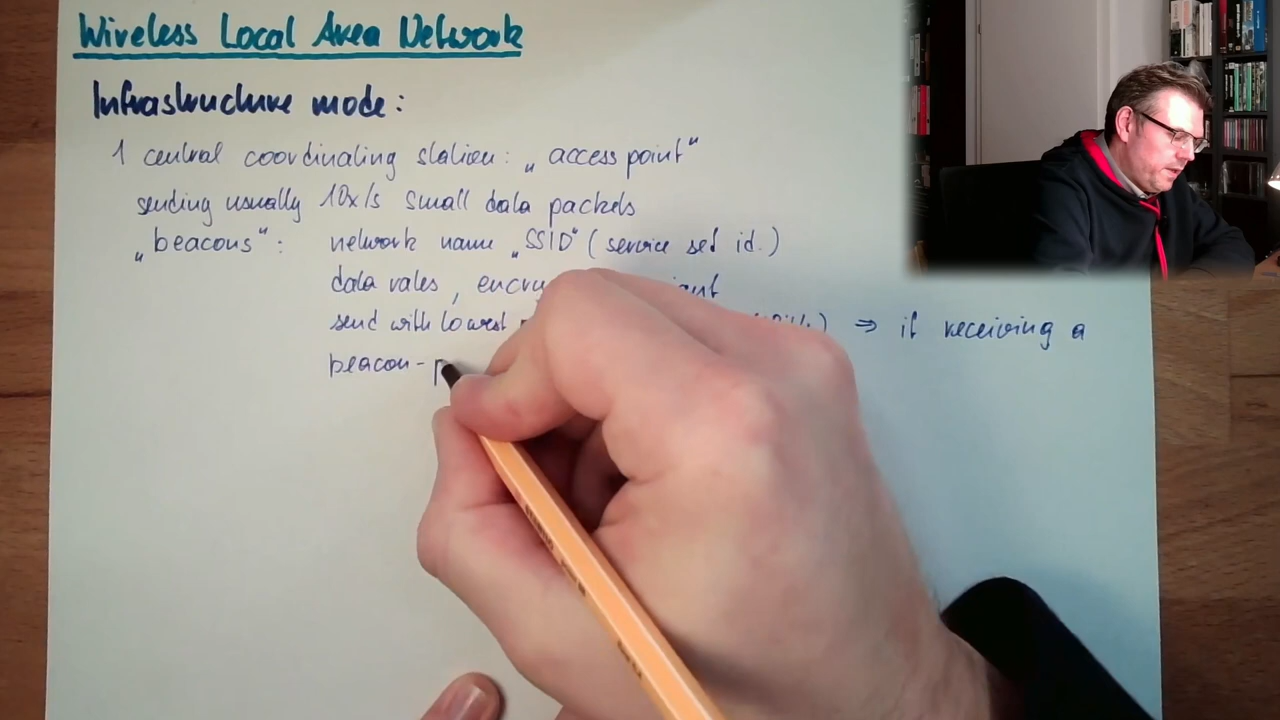 Wireless Local Area Network
Infrastructure mode:
1 central coordinating station: „access point"
sending usually 10x/s small data packets
„beacons": network name „SSID" (service set id.)
data rates, encry
send with lowest ⇒ if receiving a
beacon-p